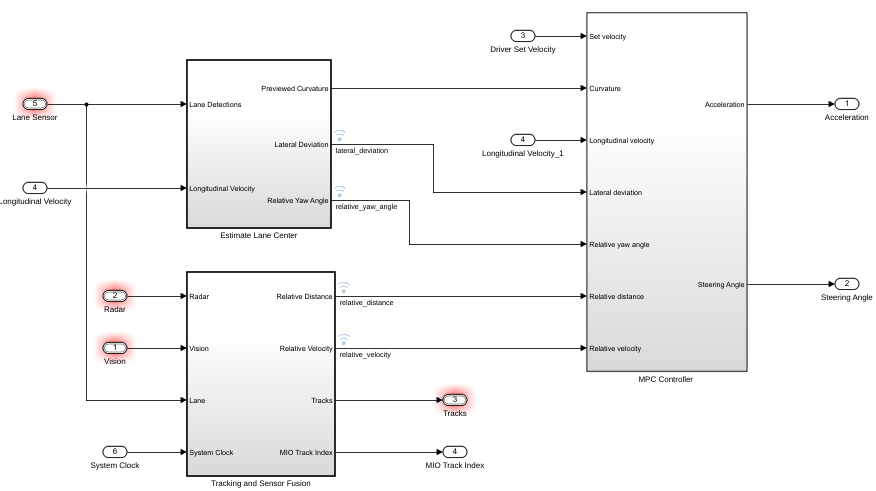 3
Driver Set Velocity
Set velocity
Previewed Curvature
Curvature
5
Lane Sensor
Lane Detections
Acceleration
1
Acceleration
Lateral Deviation
lateral_deviation
4
Longitudinal Velocity_1
Longitudinal velocity
4
Longitudinal Velocity
Longitudinal Velocity
Relative Yaw Angle
relative_yaw_angle
Lateral deviation
Estimate Lane Center
Relative yaw angle
2
Radar
Radar
Relative Distance
relative_distance
Relative distance
Steering Angle
2
Steering Angle
1
Vision
Vision
Relative Velocity
relative_velocity
Relative velocity
MPC Controller
Lane
Tracks
3
Tracks
6
System Clock
System Clock
MIO Track Index
4
MIO Track Index
Tracking and Sensor Fusion